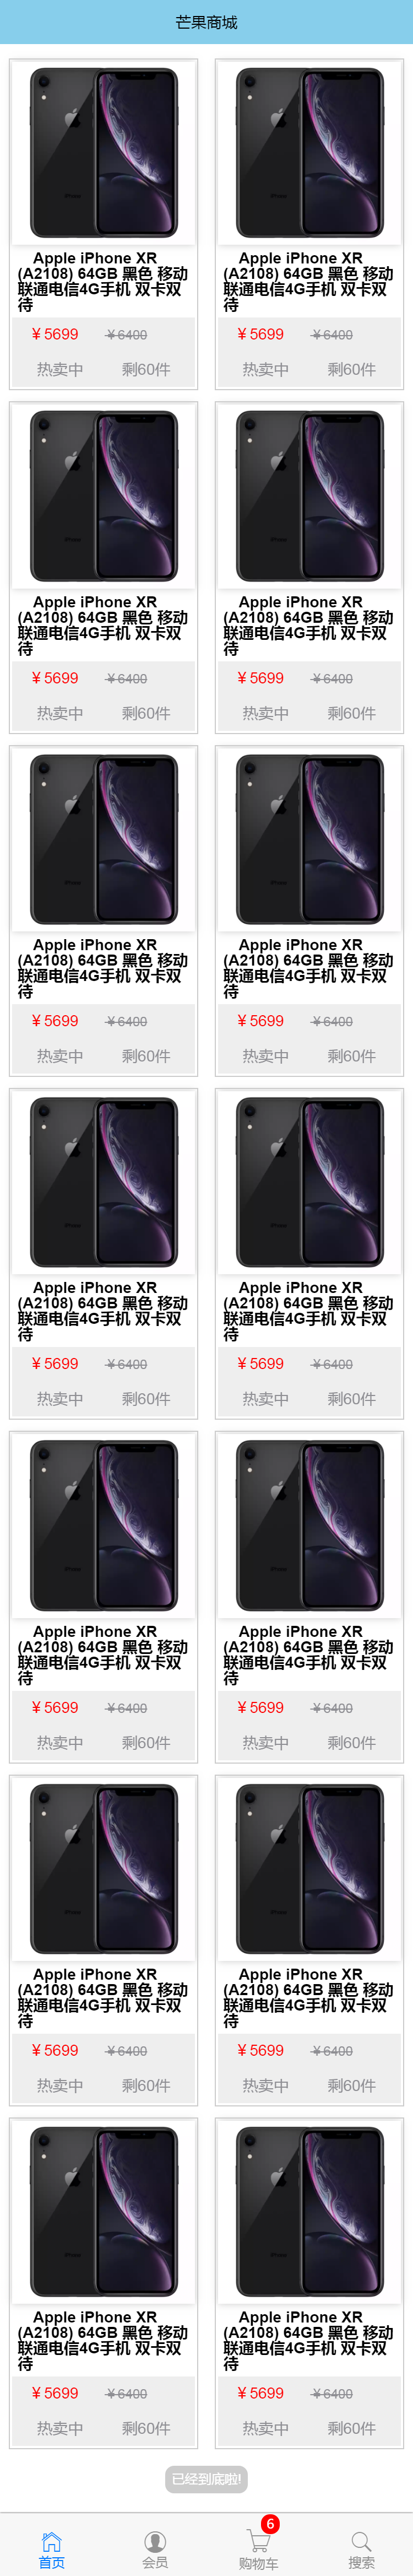 芒果商城
Apple iPhone XR
(A2108) 64GB 黑色 移动
联通电信4G手机 双卡双
待
￥5699 ￥6400
热卖中 剩60件
Apple iPhone XR
(A2108) 64GB 黑色 移动
联通电信4G手机 双卡双
待
￥5699 ￥6400
热卖中 剩60件
Apple iPhone XR
(A2108) 64GB 黑色 移动
联通电信4G手机 双卡双
待
￥5699 ￥6400
热卖中 剩60件
Apple iPhone XR
(A2108) 64GB 黑色 移动
联通电信4G手机 双卡双
待
￥5699 ￥6400
热卖中 剩60件
Apple iPhone XR
(A2108) 64GB 黑色 移动
联通电信4G手机 双卡双
待
￥5699 ￥6400
热卖中 剩60件
Apple iPhone XR
(A2108) 64GB 黑色 移动
联通电信4G手机 双卡双
待
￥5699 ￥6400
热卖中 剩60件
Apple iPhone XR
(A2108) 64GB 黑色 移动
联通电信4G手机 双卡双
待
￥5699 ￥6400
热卖中 剩60件
Apple iPhone XR
(A2108) 64GB 黑色 移动
联通电信4G手机 双卡双
待
￥5699 ￥6400
热卖中 剩60件
Apple iPhone XR
(A2108) 64GB 黑色 移动
联通电信4G手机 双卡双
待
￥5699 ￥6400
热卖中 剩60件
Apple iPhone XR
(A2108) 64GB 黑色 移动
联通电信4G手机 双卡双
待
￥5699 ￥6400
热卖中 剩60件
Apple iPhone XR
(A2108) 64GB 黑色 移动
联通电信4G手机 双卡双
待
￥5699 ￥6400
热卖中 剩60件
Apple iPhone XR
(A2108) 64GB 黑色 移动
联通电信4G手机 双卡双
待
￥5699 ￥6400
热卖中 剩60件
Apple iPhone XR
(A2108) 64GB 黑色 移动
联通电信4G手机 双卡双
待
￥5699 ￥6400
热卖中 剩60件
Apple iPhone XR
(A2108) 64GB 黑色 移动
联通电信4G手机 双卡双
待
￥5699 ￥6400
热卖中 剩60件
已经到底啦!
6
首页 会员 购物车 搜索